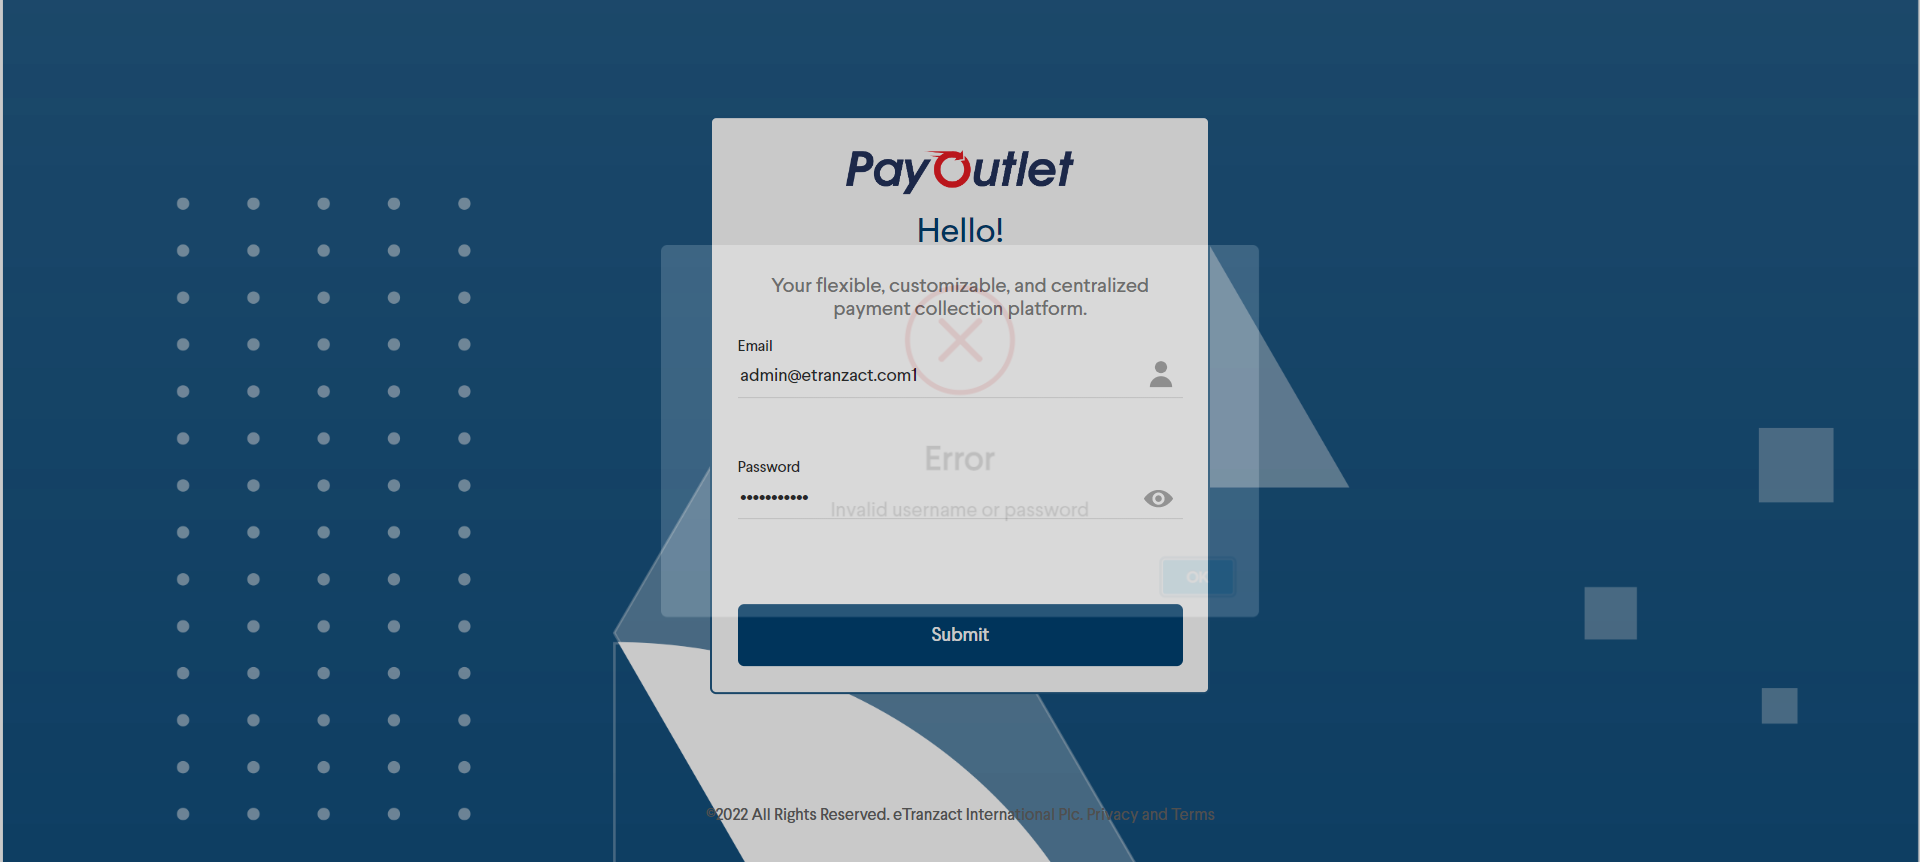 PayOutlet
Hello!
Your flexible, customizable, and centralized
payment collection platform.
Email
admin@etranzact.com1
Error
Password
•••••••••••
Invalid username or password
OK
Submit
©2022 All Rights Reserved. eTranzact International Plc. Privacy and Terms